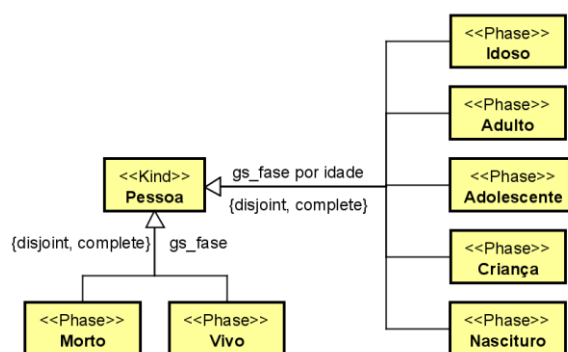 <<Phase>>
Idoso
<<Phase>>
Adulto
<<Kind>>
Pessoa
gs_fase por idade
{disjoint, complete}
<<Phase>>
Adolescente
{disjoint, complete}
gs_fase
<<Phase>>
Criança
<<Phase>>
Morto
<<Phase>>
Vivo
<<Phase>>
Nascituro